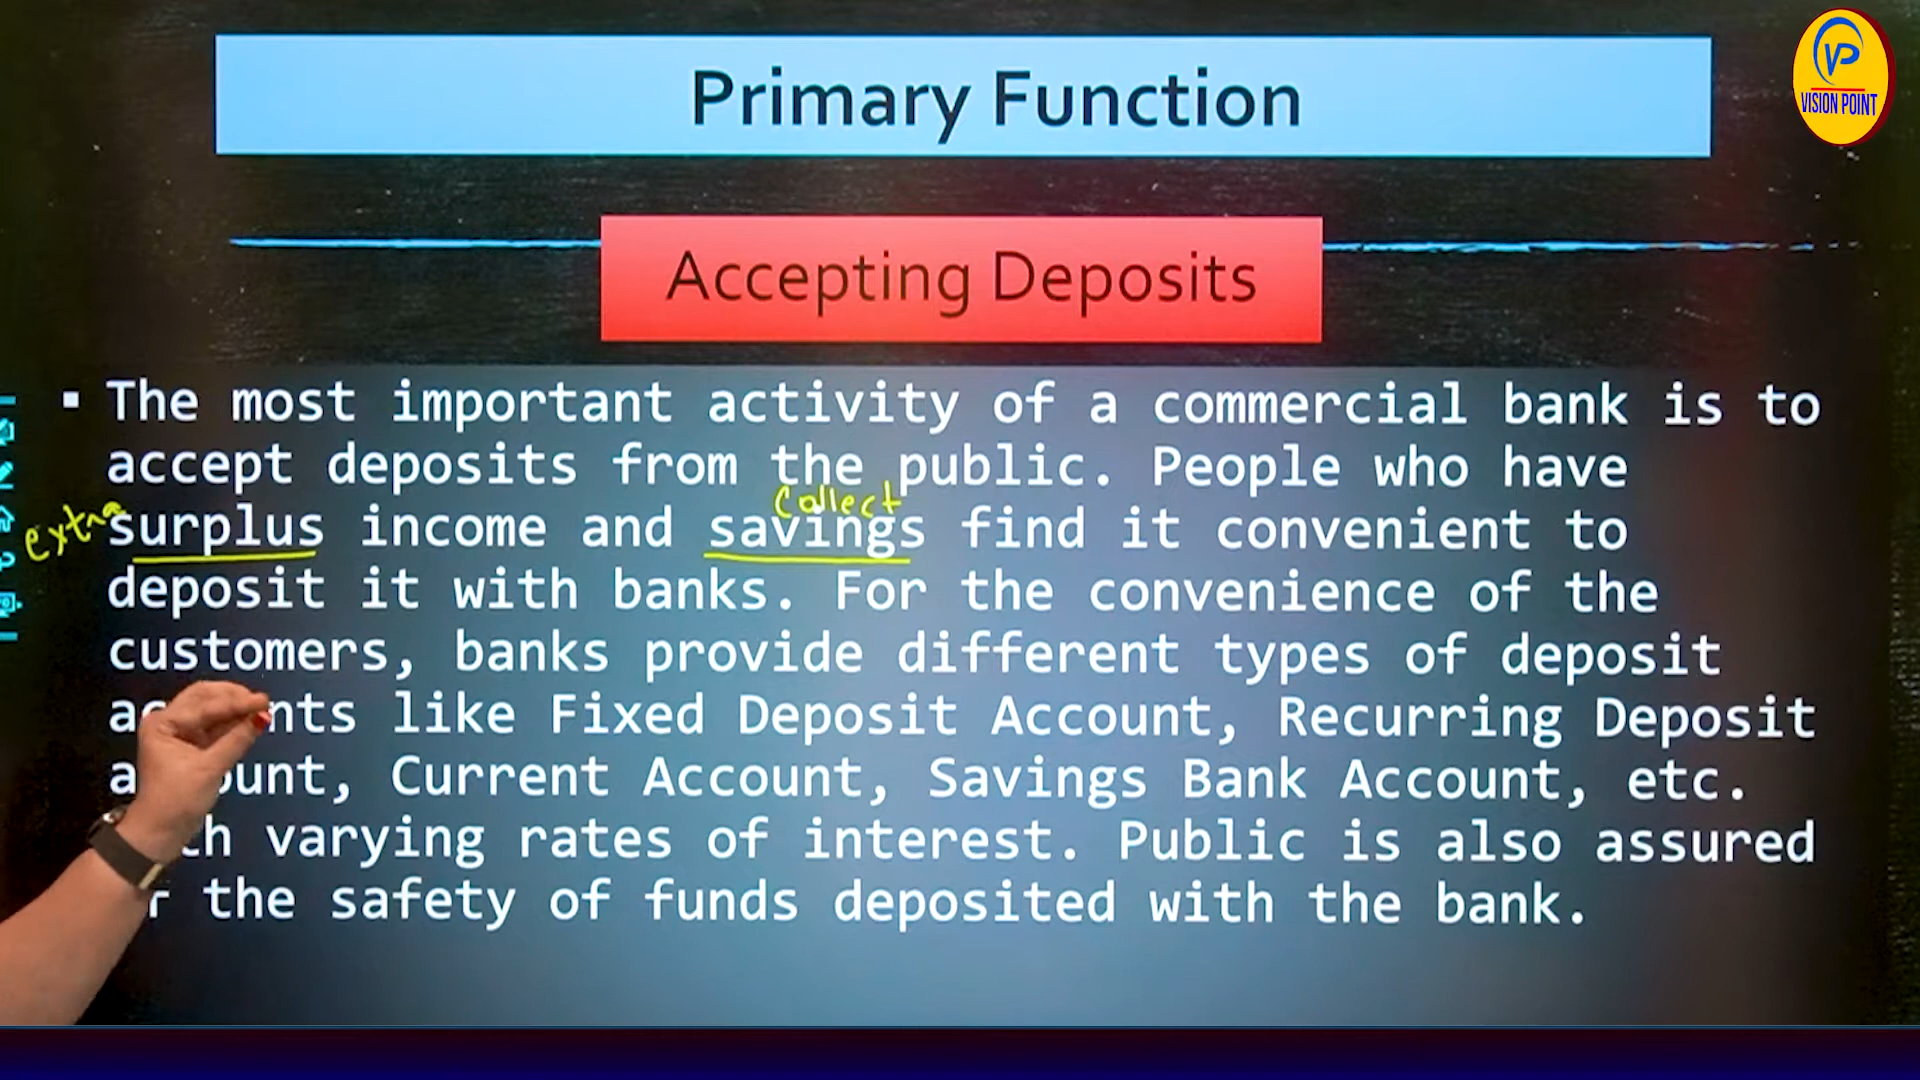 VP
VISION POINT
Primary Function
Accepting Deposits
▪ The most important activity of a commercial bank is to
accept deposits from the public. People who have
collect
extra surplus income and savings find it convenient to
deposit it with banks. For the convenience of the
customers, banks provide different types of deposit
like Fixed Deposit Account, Recurring Deposit
Current Account, Savings Bank Account, etc.
varying rates of interest. Public is also assured
the safety of funds deposited with the bank.